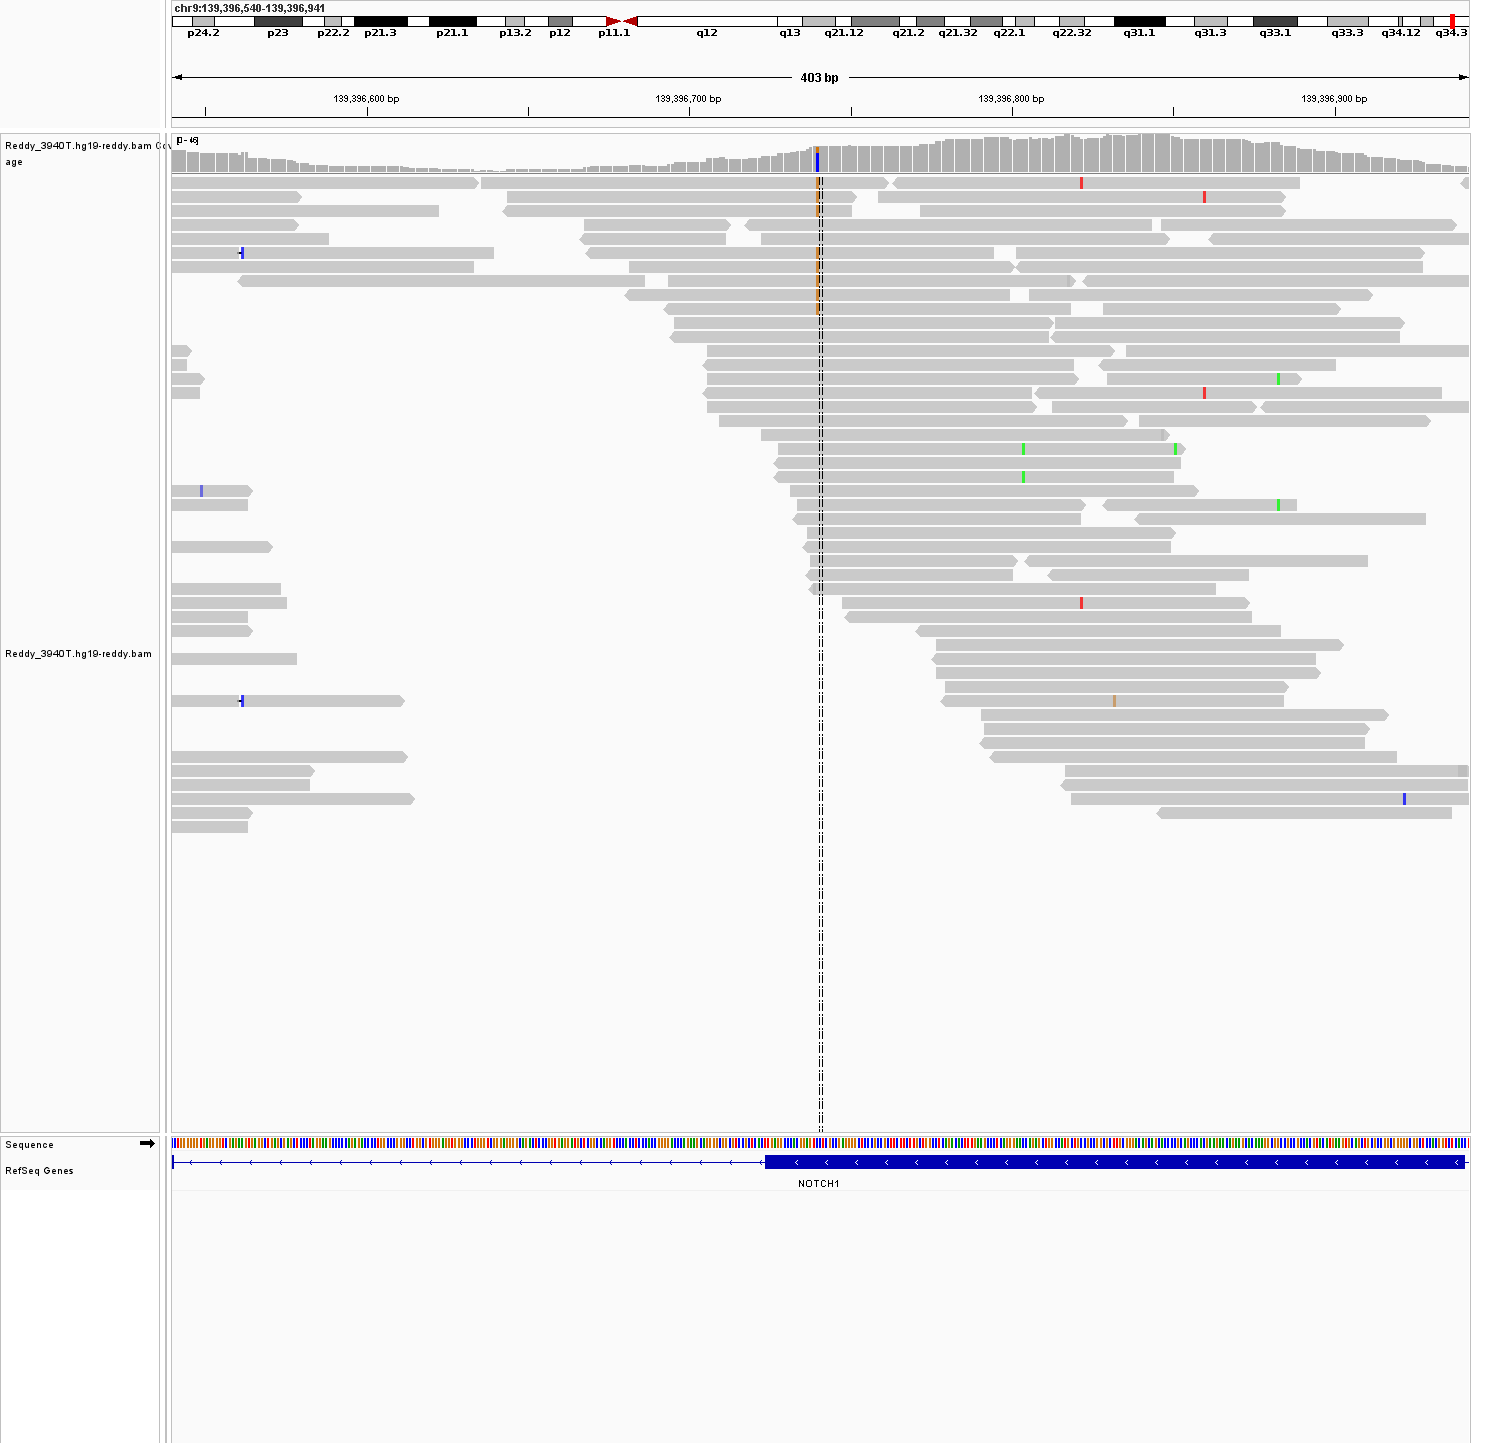 chr9:139,396,540-139,396,941
p24.2 p23 p22.2 p21.3 p21.1 p13.2 p12 p11.1 q12 q13 q21.12 q21.2 q21.32 q22.1 q22.32 q31.1 q31.3 q33.1 q33.3 q34.12 q34.3
403 bp
139,396,600 bp 139,396,700 bp 139,396,800 bp 139,396,900 bp
[0 - 46]
Reddy_3940T.hg19-reddy.bam Cov
age
Reddy_3940T.hg19-reddy.bam
Sequence
RefSeq Genes
NOTCH1